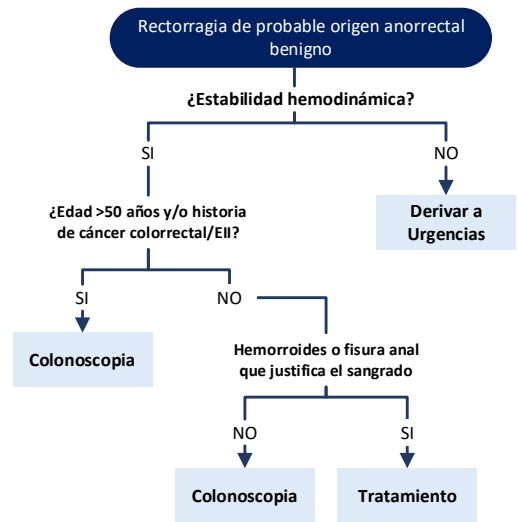 Rectorragia de probable origen anorrectal
benigno
¿Estabilidad hemodinámica?
SI
NO
¿Edad >50 años y/o historia
de cáncer colorrectal/EII?
Derivar a
Urgencias
SI
NO
Colonoscopia
Hemorroides o fisura anal
que justifica el sangrado
NO
SI
Colonoscopia
Tratamiento